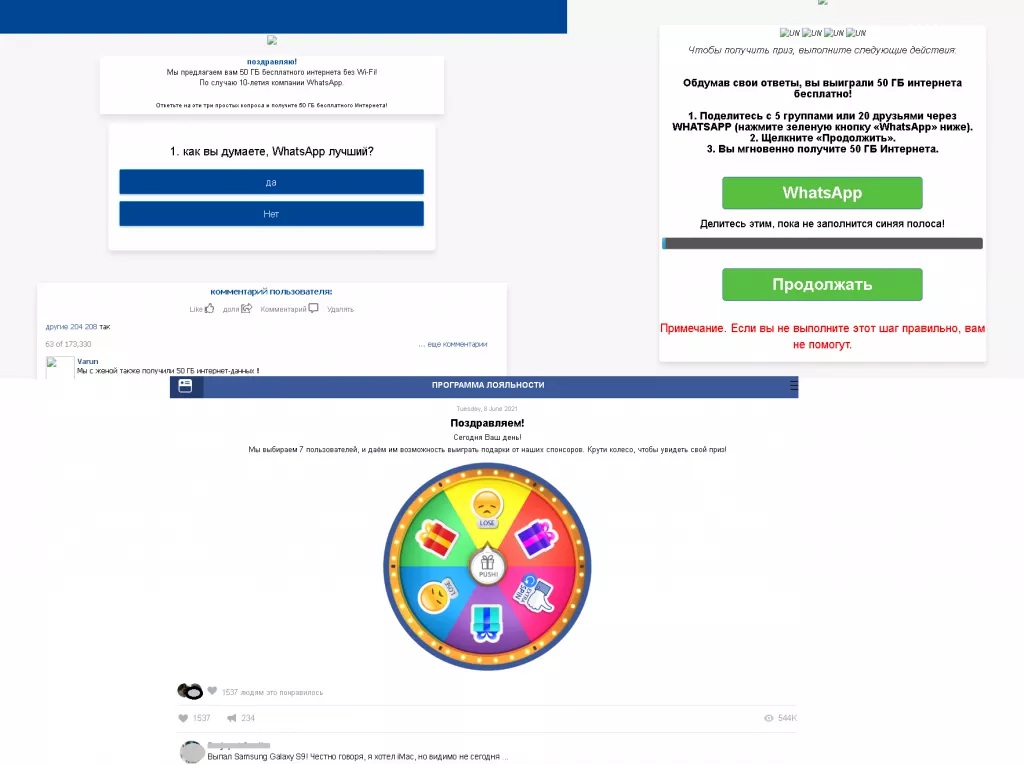 поздравляю!
Мы предлагаем вам 50 ГБ бесплатного интернета без Wi-Fi!
По случаю 10-летия компании WhatsApp.
Ответьте на эти три простых вопроса и получите 50 ГБ бесплатного Интернета!
1. как вы думаете, WhatsApp лучший?
да
Нет
комментарий пользователя:
Like доля Комментарий Удалять
другие 204 208 так
63 of 173,330 ... еще комментарии
Varun
Мы с женой также получили 50 ГБ интернет-данных !!
UN UN UN UN
Чтобы получить приз, выполните следующие действия:
Обдумав свои ответы, вы выиграли 50 ГБ интернета
бесплатно!
1. Поделитесь с 5 группами или 20 друзьями через
WHATSAPP (нажмите зеленую кнопку «WhatsApp» ниже).
2. Щелкните «Продолжить».
3. Вы мгновенно получите 50 ГБ Интернета.
WhatsApp
Делитесь этим, пока не заполнится синяя полоса!
Продолжать
Примечание. Если вы не выполните этот шаг правильно, вам
не помогут.
ПРОГРАММА ЛОЯЛЬНОСТИ
Tuesday, 8 June 2021
Поздравляем!
Сегодня Ваш день!
Мы выбираем 7 пользователей, и даём им возможность выиграть подарки от наших спонсоров. Крути колесо, чтобы увидеть свой приз!
LOSE
PUSH!
EXTRA
SPIN
LOSE
1537 людям это понравилось
1537 234 544K
Выпал Samsung Galaxy S9! Честно говоря, я хотел iMac, но видимо не сегодня ...